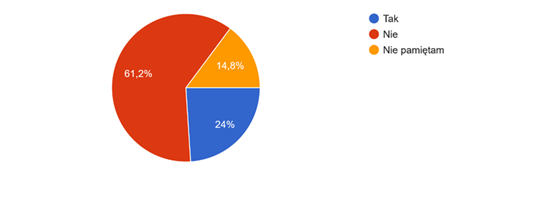 Tak
Nie
Nie pamiętam
61,2%
14,8%
24%